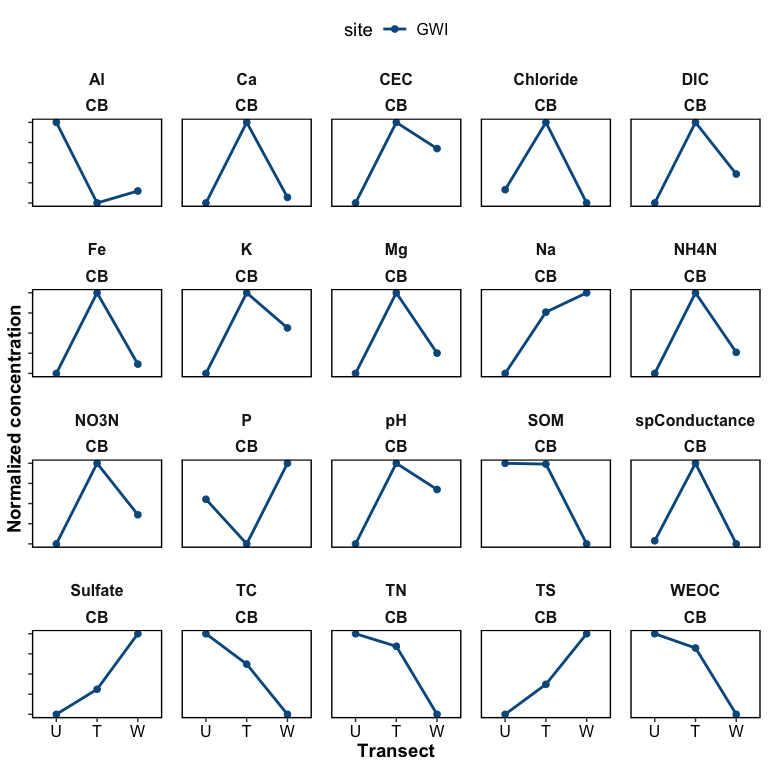 site GWI
Al Ca CEC Chloride DIC
CB CB CB CB CB
Fe K Mg Na NH4N
CB CB CB CB CB
NO3N P pH SOM spConductance
CB CB CB CB CB
Sulfate TC TN TS WEOC
CB CB CB CB CB
U T W U T W U T W U T W U T W
Transect
Normalized concentration